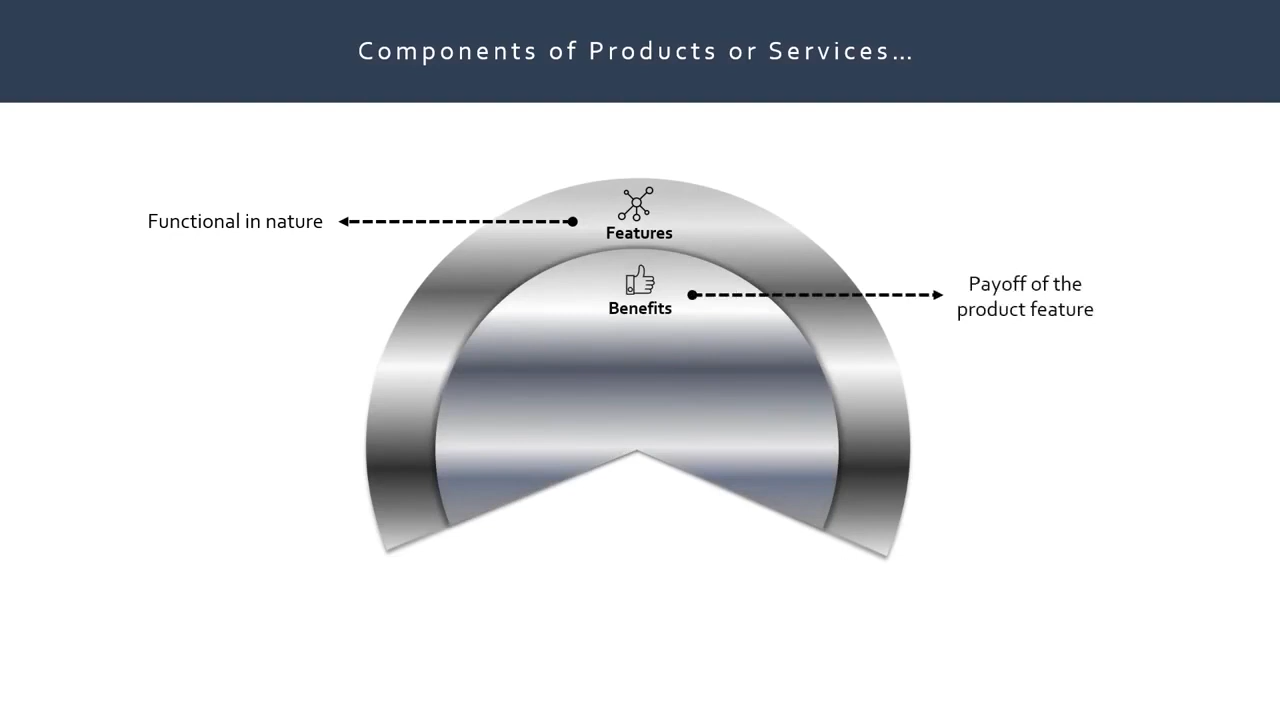 Components of Products or Services...
Features
Functional in nature
Benefits
Payoff of the
product feature